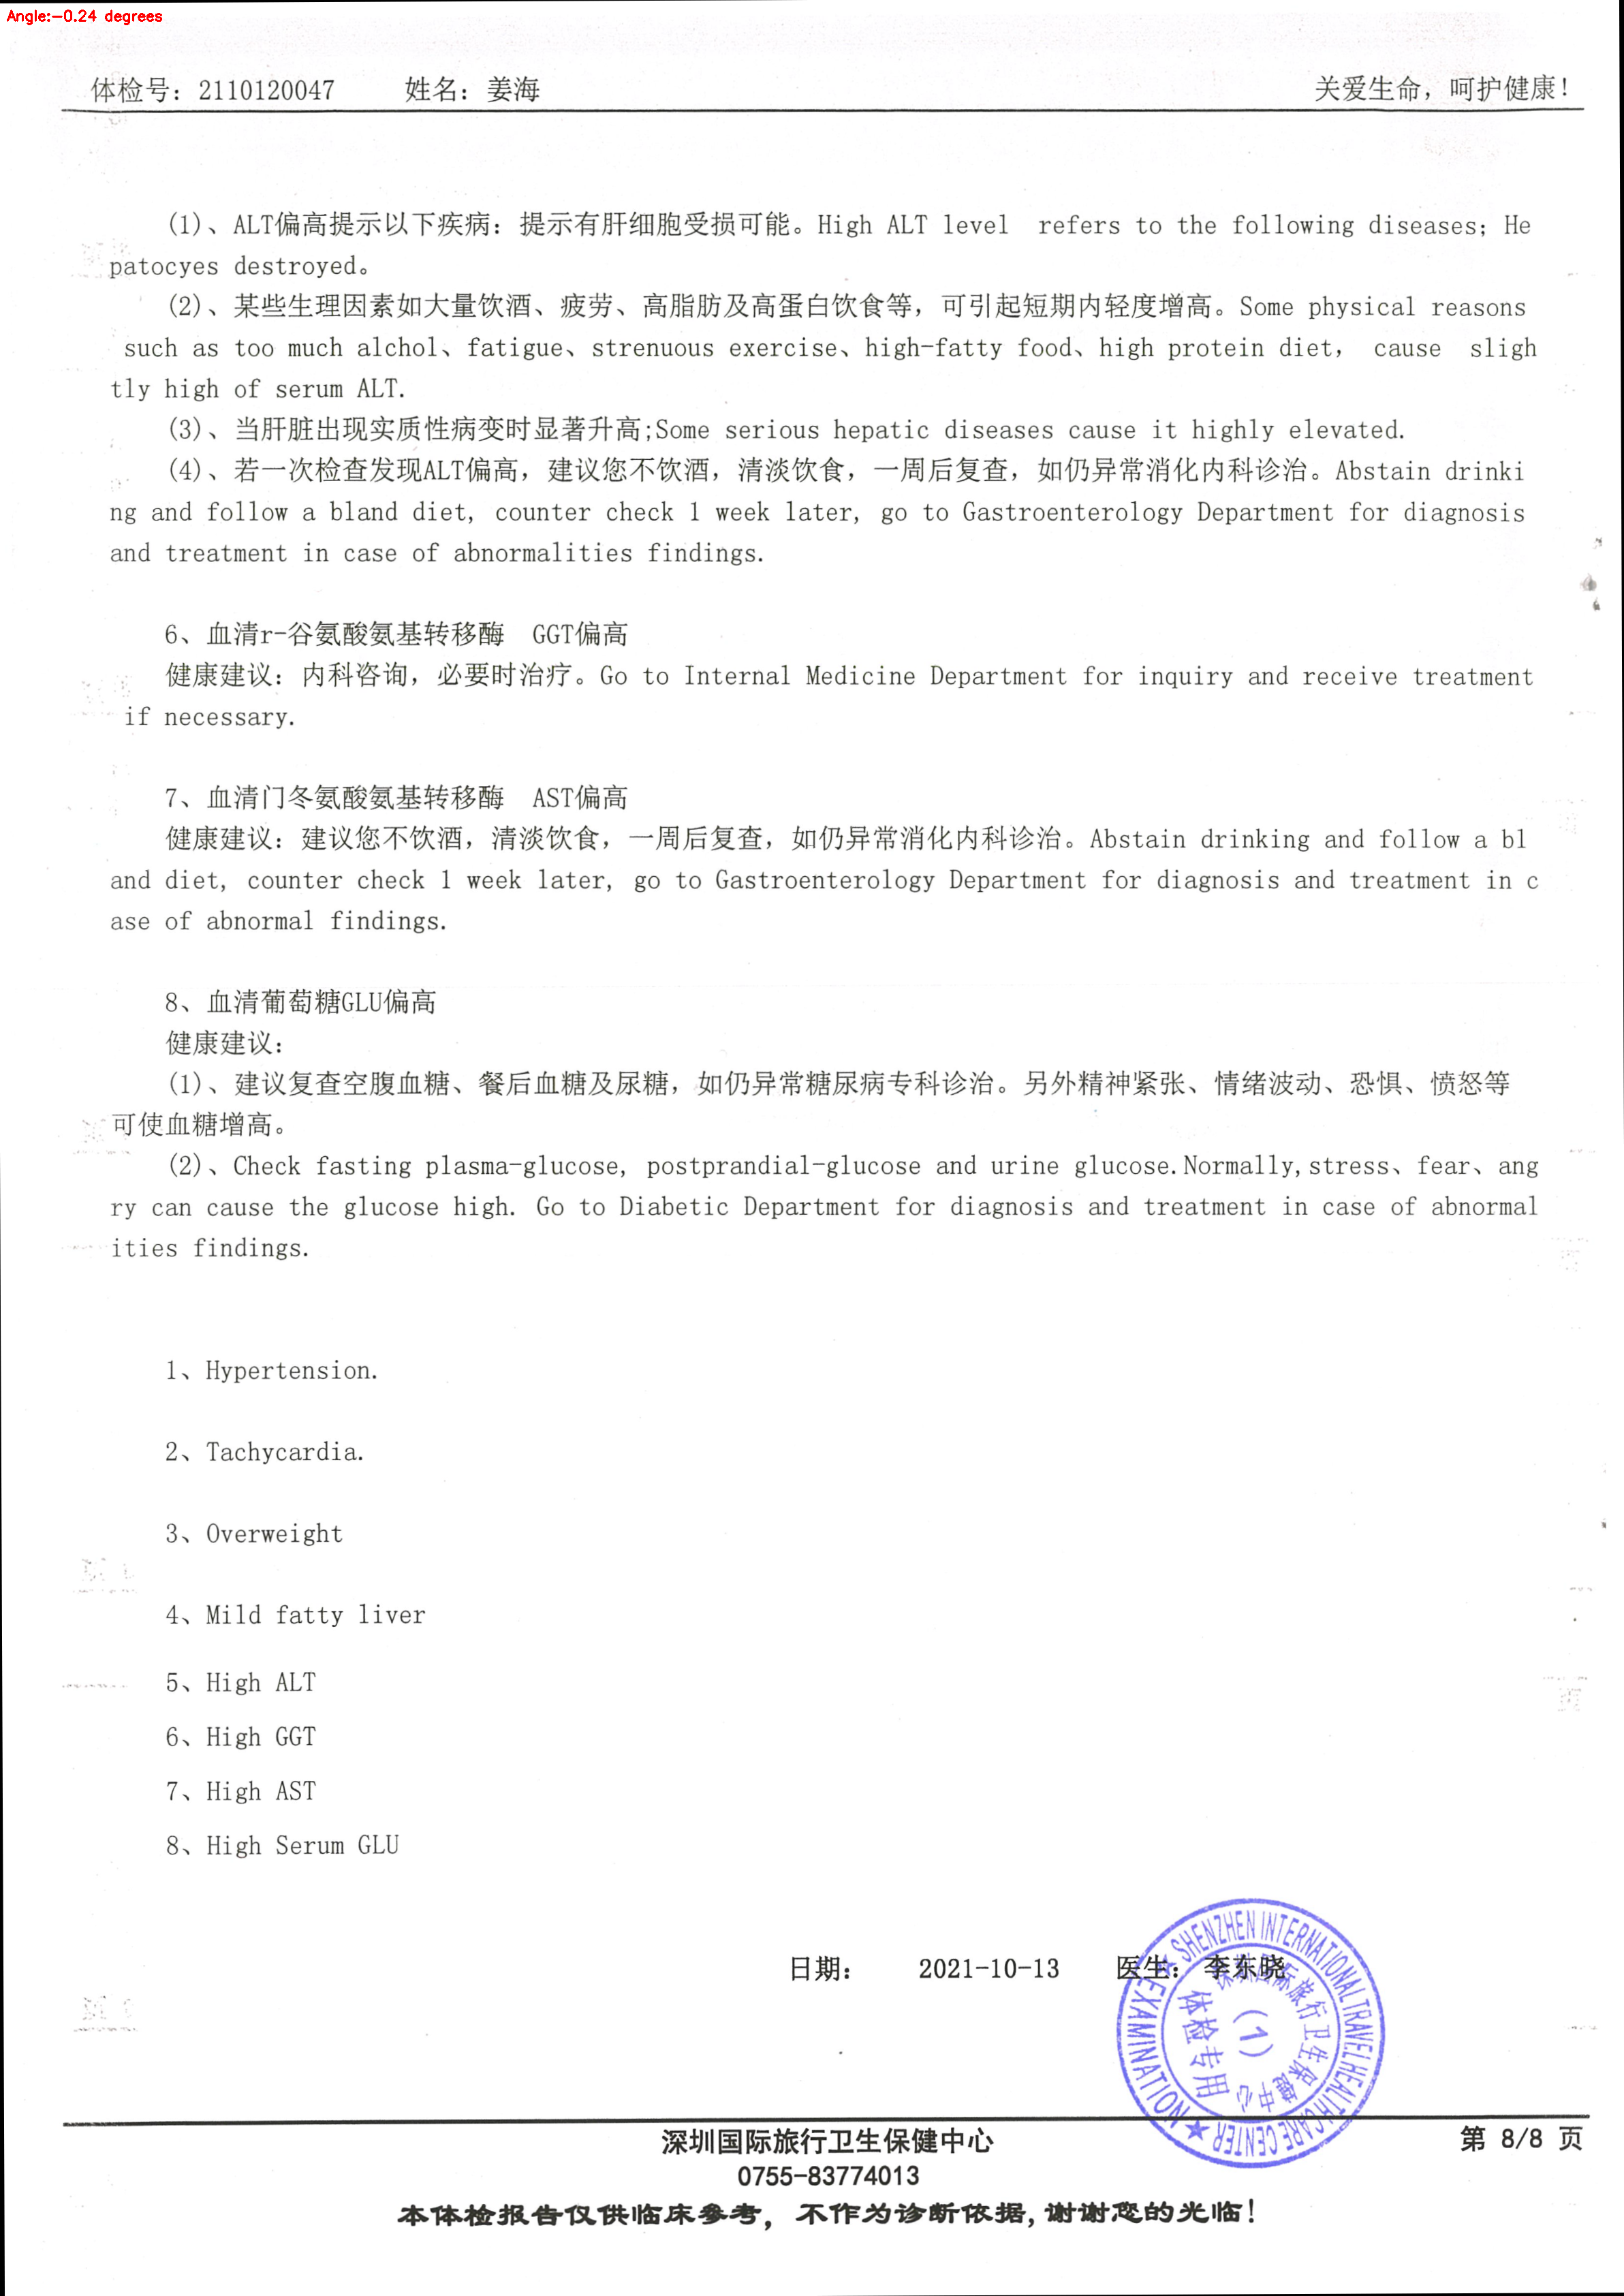 Angle:-0.24 degrees
体检号：2110120047 姓名：姜海 关爱生命，呵护健康！
(1)、ALT偏高提示以下疾病：提示有肝细胞受损可能。High ALT level refers to the following diseases；He
patocyes destroyed。
(2)、某些生理因素如大量饮酒、疲劳、高脂肪及高蛋白饮食等，可引起短期内轻度增高。Some physical reasons
such as too much alchol、fatigue、strenuous exercise、high-fatty food、high protein diet， cause sligh
tly high of serum ALT.
(3)、当肝脏出现实质性病变时显著升高;Some serious hepatic diseases cause it highly elevated.
(4)、若一次检查发现ALT偏高，建议您不饮酒，清淡饮食，一周后复查，如仍异常消化内科诊治。Abstain drinki
ng and follow a bland diet, counter check 1 week later, go to Gastroenterology Department for diagnosis
and treatment in case of abnormalities findings.
6、血清r-谷氨酸氨基转移酶 GGT偏高
健康建议：内科咨询，必要时治疗。Go to Internal Medicine Department for inquiry and receive treatment
if necessary.
7、血清门冬氨酸氨基转移酶 AST偏高
健康建议：建议您不饮酒，清淡饮食，一周后复查，如仍异常消化内科诊治。Abstain drinking and follow a bl
and diet, counter check 1 week later, go to Gastroenterology Department for diagnosis and treatment in c
ase of abnormal findings.
8、血清葡萄糖GLU偏高
健康建议：
(1)、建议复查空腹血糖、餐后血糖及尿糖，如仍异常糖尿病专科诊治。另外精神紧张、情绪波动、恐惧、愤怒等
可使血糖增高。
(2)、Check fasting plasma-glucose, postprandial-glucose and urine glucose.Normally,stress、fear、ang
ry can cause the glucose high. Go to Diabetic Department for diagnosis and treatment in case of abnormal
ities findings.
1、Hypertension.
2、Tachycardia.
3、Overweight
4、Mild fatty liver
5、High ALT
6、High GGT
7、High AST
8、High Serum GLU
日期： 2021-10-13 医生：李东晓
SHENZHEN INTERNATIONAL TRAVEL HEALTHCARE CENTER
EXAMINATION
深圳国际旅行卫生保健中心
体检专用
(1)
深圳国际旅行卫生保健中心
第 8/8 页
0755-83774013
本体检报告仅供临床参考，不作为诊断依据,谢谢您的光临！